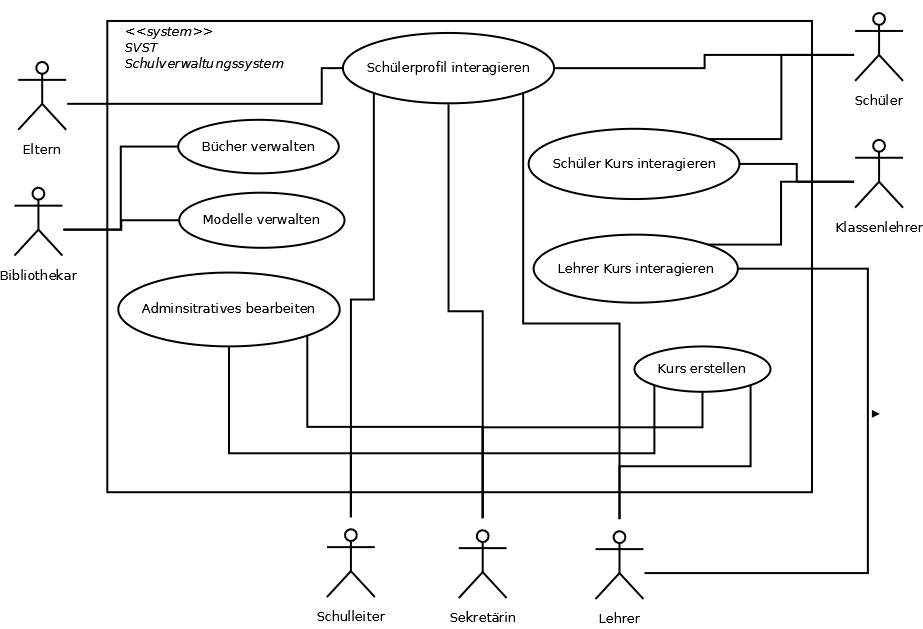 <<system>>
SVST
Schulverwaltungssystem
Schülerprofil interagieren
Schüler
Eltern
Bücher verwalten
Schüler Kurs interagieren
Klassenlehrer
Modelle verwalten
Bibliothekar
Lehrer Kurs interagieren
Adminsitratives bearbeiten
Kurs erstellen
Schulleiter
Sekretärin
Lehrer